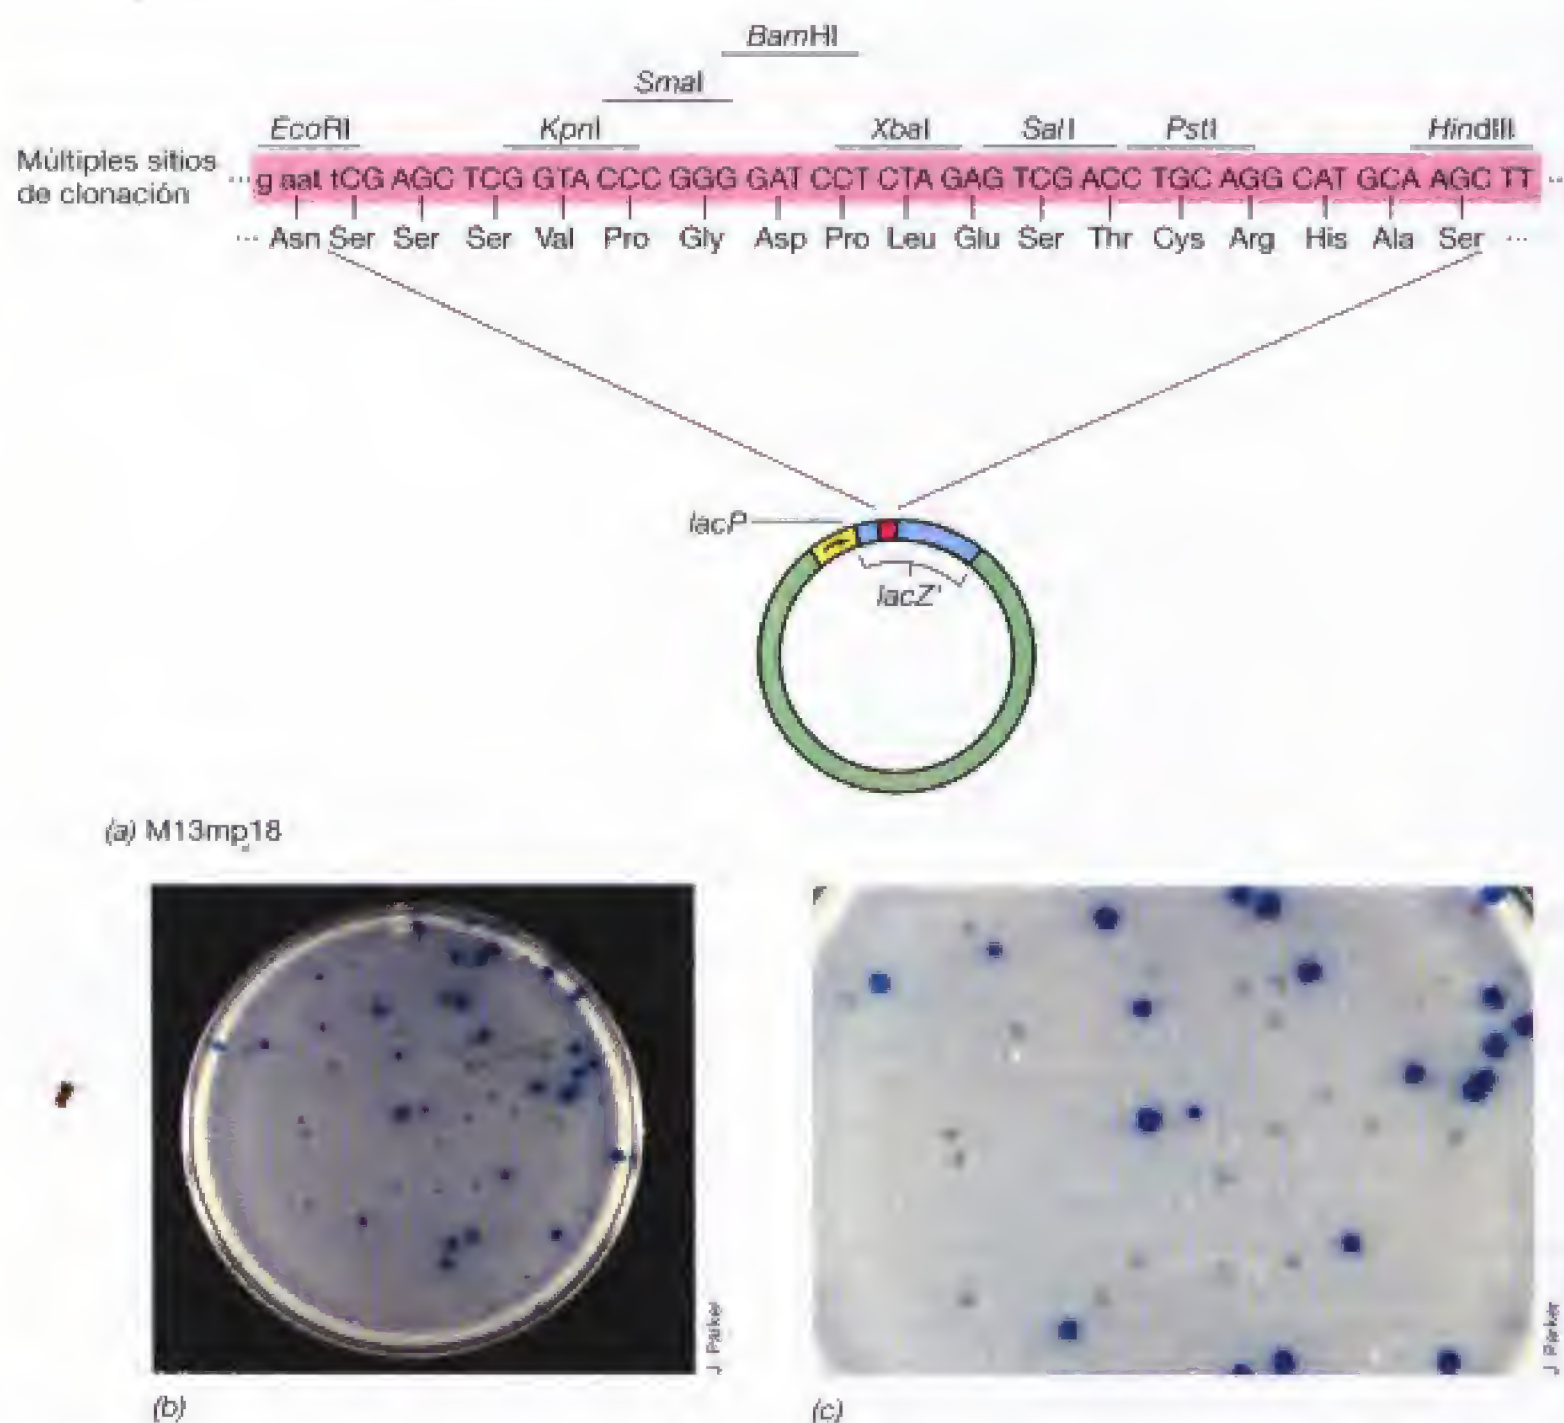 BamHI
SmaI
EcoRI KpnI XbaI SalI PstI HindIII
Múltiples sitios de clonación
··· g aat tCG AGC TCG GTA CCC GGG GAT CCT CTA GAG TCG ACC TGC AGG CAT GCA AGC TT ···
··· Asn Ser Ser Ser Val Pro Gly Asp Pro Leu Glu Ser Thr Cys Arg His Ala Ser ···
lacP
lacZ'
(a) M13mp18
J Parker
J Parker
(b)
(c)